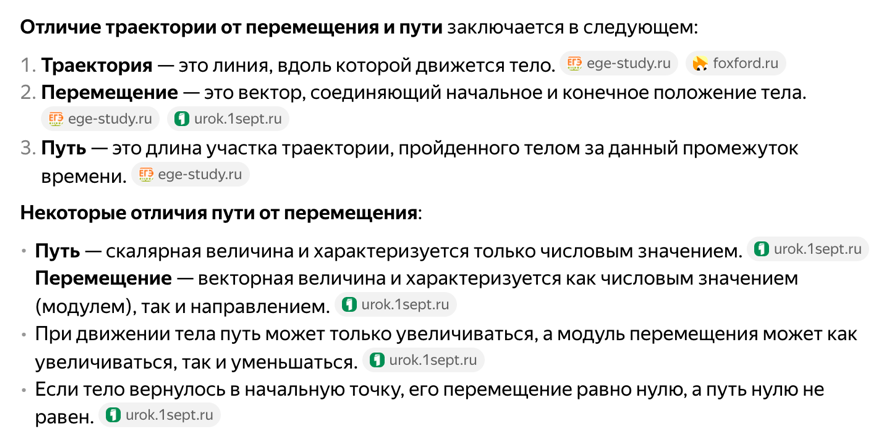 Отличие траектории от перемещения и пути заключается в следующем:
1. Траектория — это линия, вдоль которой движется тело. ege-study.ru foxford.ru
2. Перемещение — это вектор, соединяющий начальное и конечное положение тела.
ege-study.ru urok.1sept.ru
3. Путь — это длина участка траектории, пройденного телом за данный промежуток
времени. ege-study.ru
Некоторые отличия пути от перемещения:
• Путь — скалярная величина и характеризуется только числовым значением. urok.1sept.ru
Перемещение — векторная величина и характеризуется как числовым значением
(модулем), так и направлением. urok.1sept.ru
• При движении тела путь может только увеличиваться, а модуль перемещения может как
увеличиваться, так и уменьшаться. urok.1sept.ru
• Если тело вернулось в начальную точку, его перемещение равно нулю, а путь нулю не
равен. urok.1sept.ru